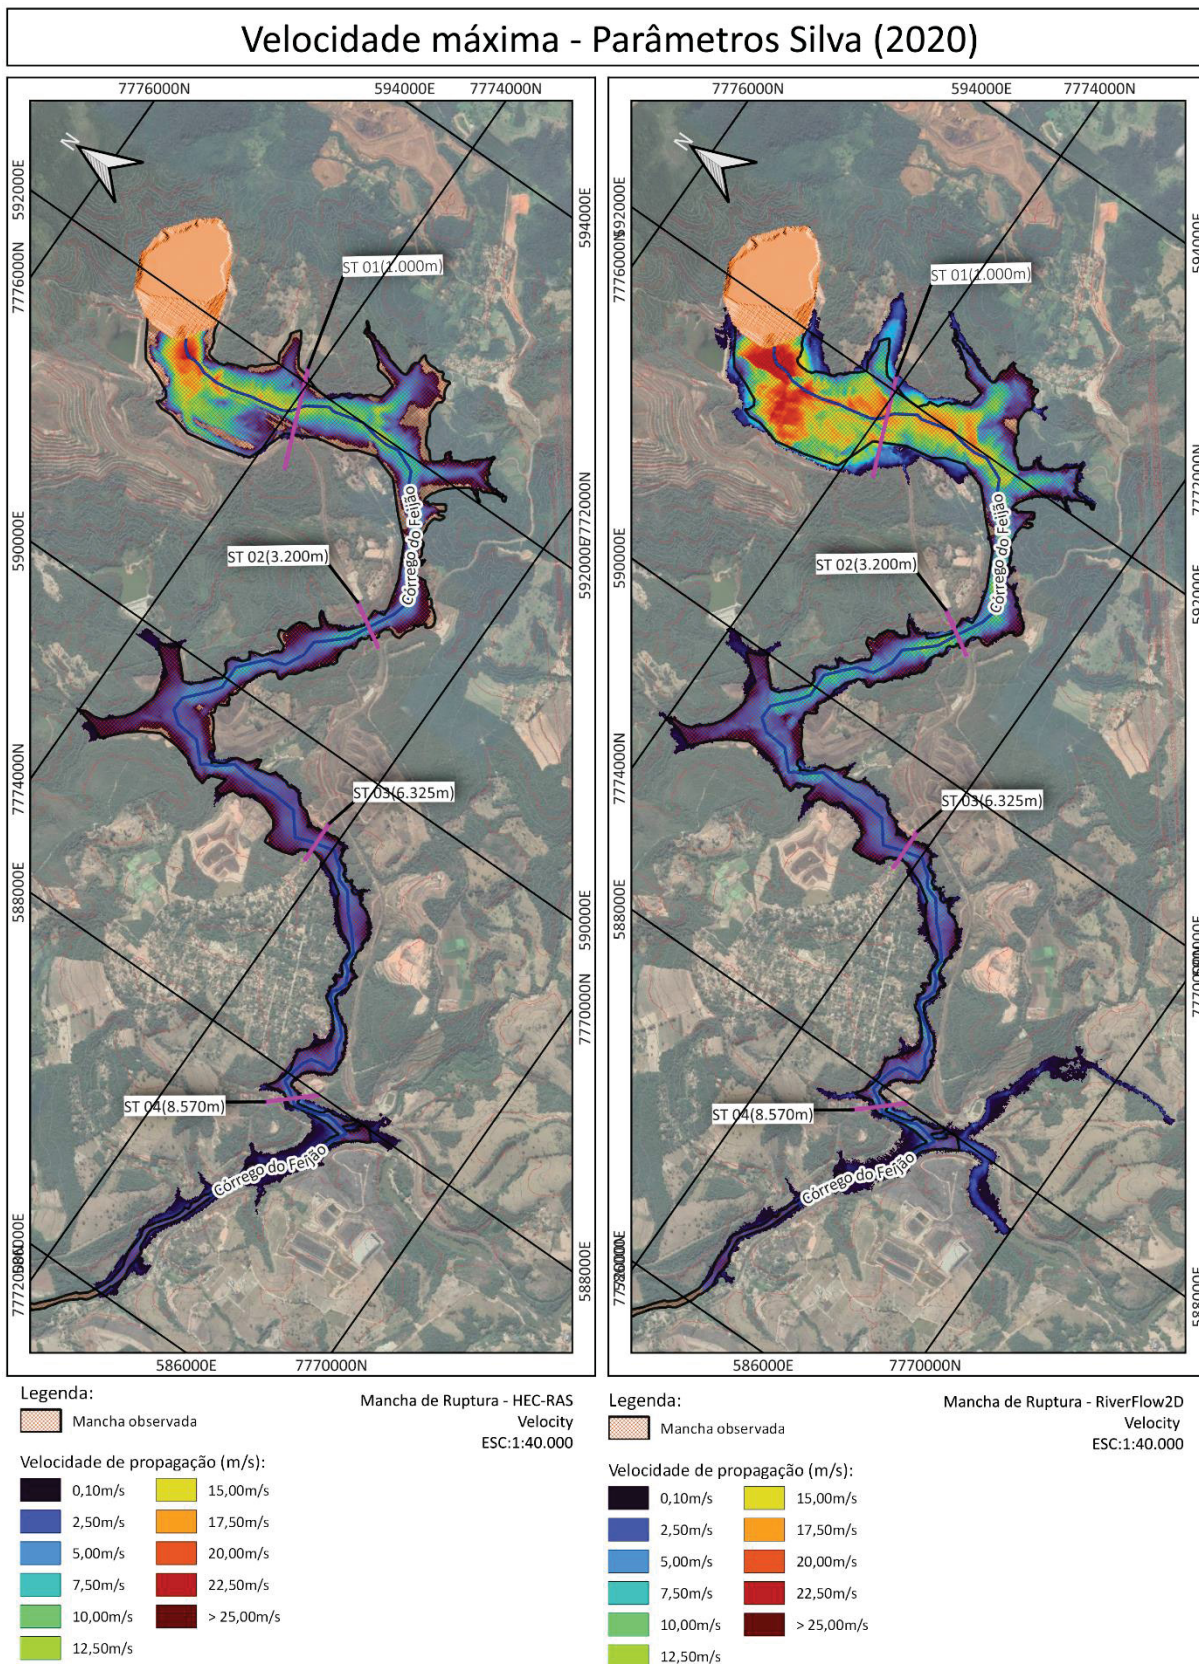 Velocidade máxima - Parâmetros Silva (2020)
7776000N
594000E
7774000N
592000E
7776000N
594000E
N
ST 01(1.000m)
ST 02(3.200m)
Córrego do Feijão
590000E
7772000N
592000E
7774000N
588000E
ST 03(6.325m)
590000E
7770000N
ST 04(8.570m)
Córrego do Feijão
586000E
588000E
586000E
7770000N
Legenda:
Mancha observada
Mancha de Ruptura - HEC-RAS
Velocity
ESC:1:40.000
Velocidade de propagação (m/s):
0,10m/s
2,50m/s
5,00m/s
7,50m/s
10,00m/s
12,50m/s
15,00m/s
17,50m/s
20,00m/s
22,50m/s
> 25,00m/s
7776000N
594000E
7774000N
592000E
7776000N
N
ST 01(1.000m)
ST 02(3.200m)
Córrego do Feijão
590000E
7772000N
592000E
7774000N
588000E
ST 03(6.325m)
ST 04(8.570m)
Córrego do Feijão
586000E
588000E
586000E
7770000N
Legenda:
Mancha observada
Mancha de Ruptura - RiverFlow2D
Velocity
ESC:1:40.000
Velocidade de propagação (m/s):
0,10m/s
2,50m/s
5,00m/s
7,50m/s
10,00m/s
12,50m/s
15,00m/s
17,50m/s
20,00m/s
22,50m/s
> 25,00m/s